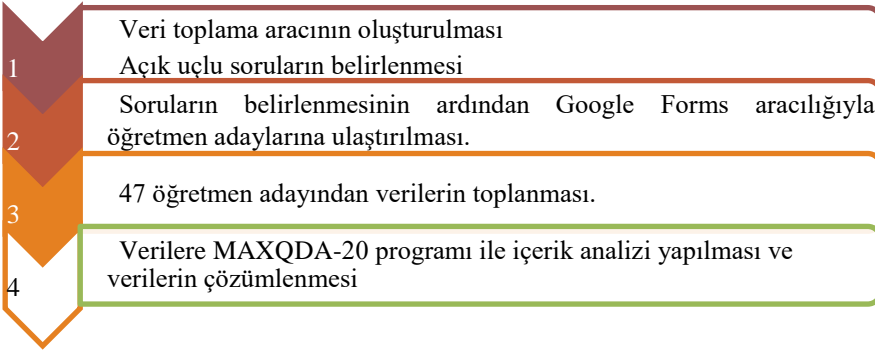 Veri toplama aracının oluşturulması
1
Açık uçlu soruların belirlenmesi
Soruların belirlenmesinin ardından Google Forms aracılığıyla
2
öğretmen adaylarına ulaştırılması.
47 öğretmen adayından verilerin toplanması.
3
Verilere MAXQDA-20 programı ile içerik analizi yapılması ve
4
verilerin çözümlenmesi